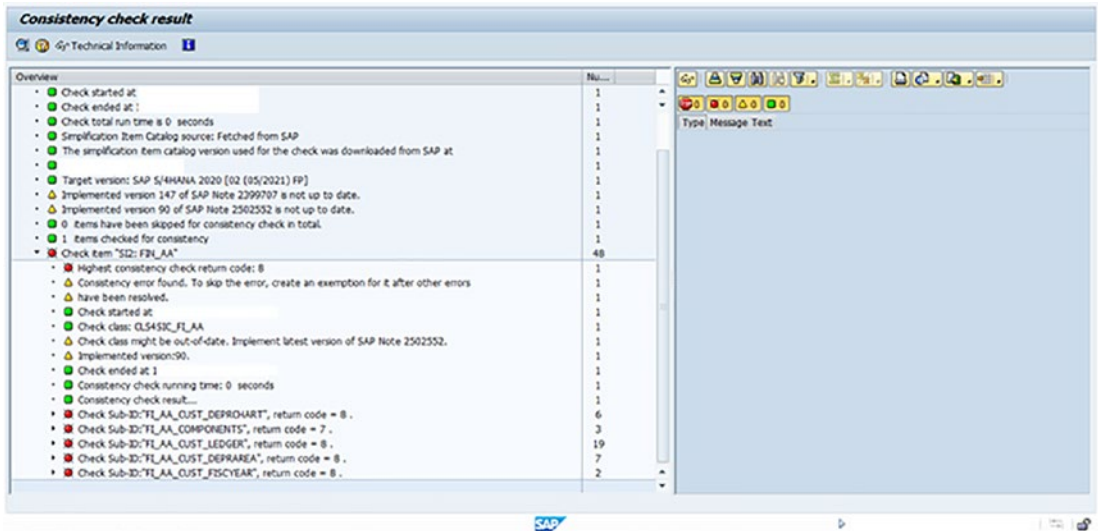 Consistency check result
Technical Information
Overview Nu...
Check started at 1
Check ended at : 1
Check total run time is 0 seconds 1
Simplification Item Catalog source: Fetched from SAP 1
The simplification item catalog version used for the check was downloaded from SAP at 1
1
Target version: SAP S/4HANA 2020 [02 (05/2021) FP] 1
Implemented version 147 of SAP Note 2399707 is not up to date. 1
Implemented version 90 of SAP Note 2502552 is not up to date. 1
0 items have been skipped for consistency check in total. 1
1 items checked for consistency 1
Check item "SI2: FIN_AA" 48
Highest consistency check return code: 8 1
Consistency error found. To skip the error, create an exemption for it after other errors 1
have been resolved. 1
Check started at 1
Check class: CLS4SIC_FI_AA 1
Check class might be out-of-date. Implement latest version of SAP Note 2502552. 1
Implemented version:90. 1
Check ended at 1 1
Consistency check running time: 0 seconds 1
Consistency check result.... 1
Check Sub-ID:"FI_AA_CUST_DEPRCHART", return code = 8 . 6
Check Sub-ID:"FI_AA_COMPONENTS", return code = 7 . 3
Check Sub-ID:"FI_AA_CUST_LEDGER", return code = 8 . 19
Check Sub-ID:"FI_AA_CUST_DEPRAREA", return code = 8 . 7
Check Sub-ID:"FI_AA_CUST_FISCYEAR", return code = 8 . 2
0 0 0 0
Type Message Text
SAP